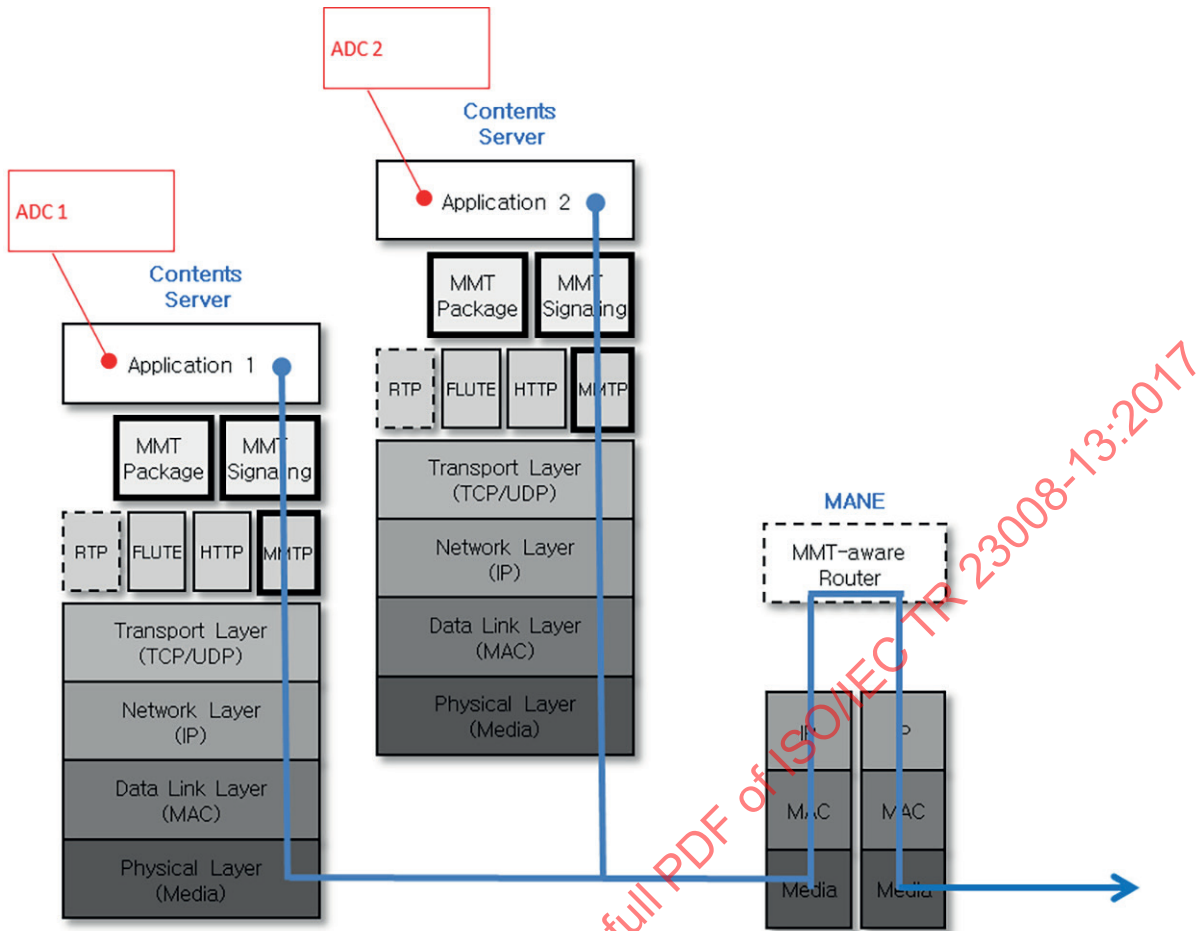 ADC 2
Contents
Server
Application 2
MMT
Package
MMT
Signaling
RTP
FLUTE
HTTP
MMTP
Transport Layer
(TCP/UDP)
Network Layer
(IP)
Data Link Layer
(MAC)
Physical Layer
(Media)
ADC 1
Contents
Server
Application 1
MMT
Package
MMT
Signaling
RTP
FLUTE
HTTP
MMTP
Transport Layer
(TCP/UDP)
Network Layer
(IP)
Data Link Layer
(MAC)
Physical Layer
(Media)
MANE
MMT-aware
Router
IP
IP
MAC
MAC
Media
Media
full PDF of ISO/IEC TR 23008-13:2017